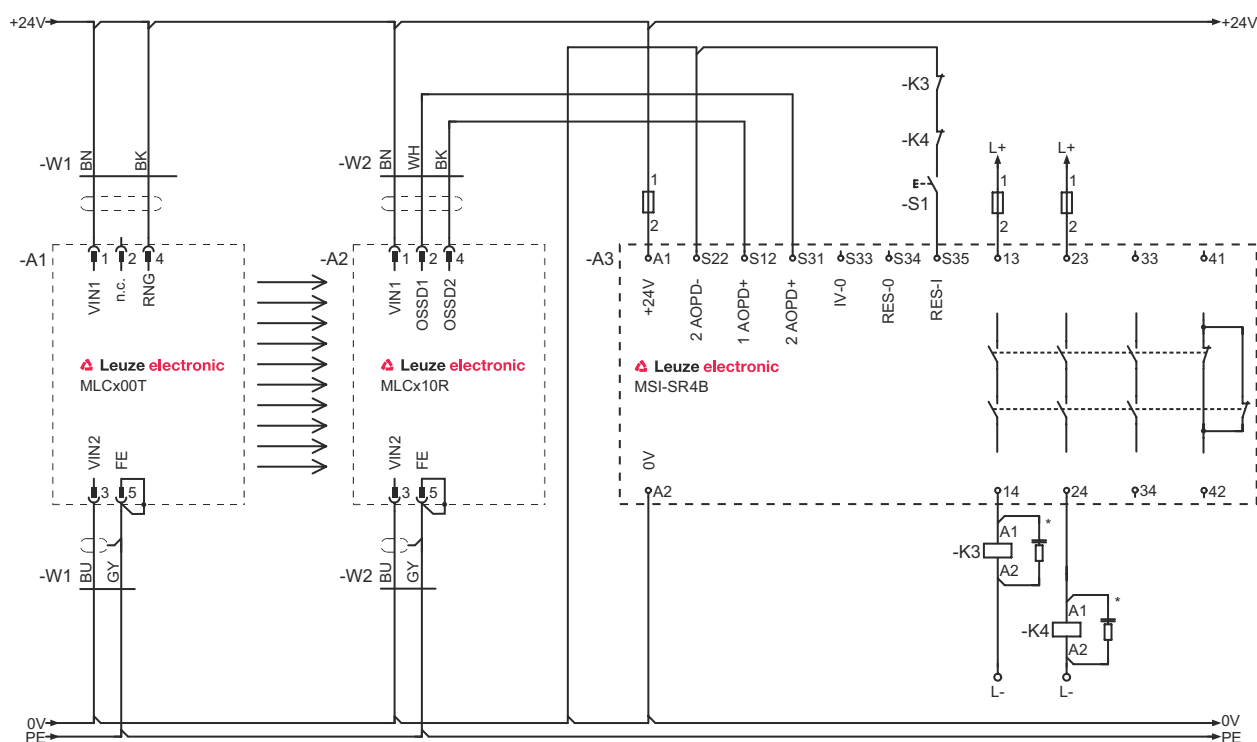 +24V +24V
-K3
-W1 BN BK -W2 BN WH BK -K4 L+ L+
E -S1 1 2 1 2 1 2
-A1 1 2 4 -A2 1 2 4 -A3 A1 S22 S12 S31 S33 S34 S35 13 23 33 41
VIN1 n.c. RNG VIN1 OSSD1 OSSD2 +24V 2 AOPD- 1 AOPD+ 2 AOPD+ IV-0 RES-0 RES-I
Leuze electronic Leuze electronic Leuze electronic
MLCx00T MLCx10R MSI-SR4B
VIN2 FE VIN2 FE 0V
3 5 3 5 A2 14 24 34 42
-K3 A1 A2 *
-W1 BU GY -W2 BU GY
-K4 A1 A2 *
L- L-
0V 0V
PE PE